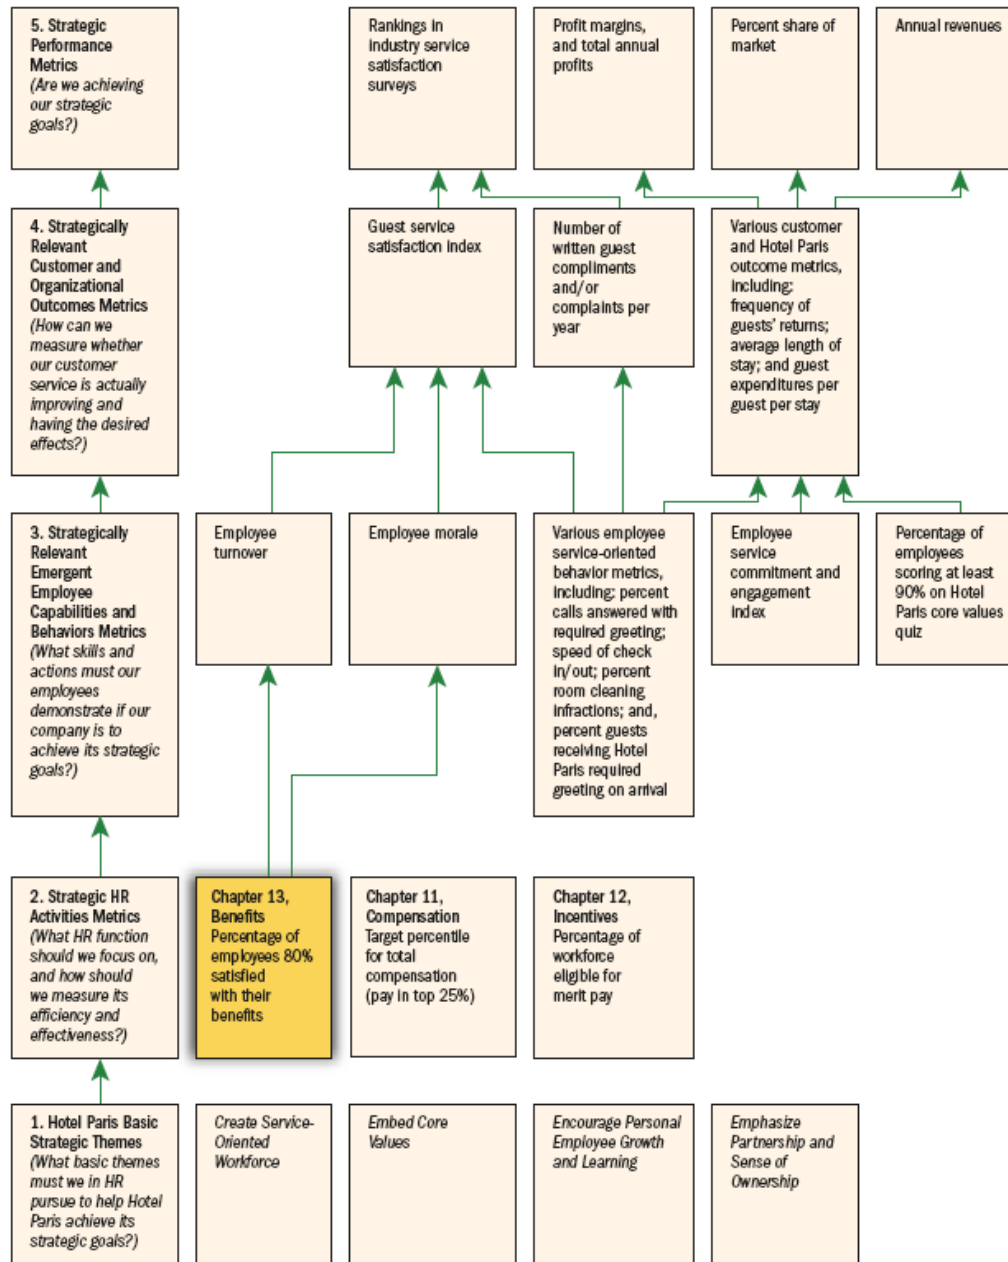 5. Strategic
Performance
Metrics
(Are we achieving
our strategic
goals?)
Rankings in
industry service
satisfaction
surveys
Profit margins,
and total annual
profits
Percent share of
market
Annual revenues
4. Strategically
Relevant
Customer and
Organizational
Outcomes Metrics
(How can we
measure whether
our customer
service is actually
improving and
having the desired
effects?)
Guest service
satisfaction index
Number of
written guest
compliments
and/or
complaints per
year
Various customer
and Hotel Paris
outcome metrics,
including:
frequency of
guests' returns;
average length of
stay; and guest
expenditures per
guest per stay
3. Strategically
Relevant
Emergent
Employee
Capabilities and
Behaviors Metrics
(What skills and
actions must our
employees
demonstrate if our
company is to
achieve its strategic
goals?)
Employee
turnover
Employee morale
Various employee
service-oriented
behavior metrics,
including: percent
calls answered with
required greeting;
speed of check
in/out; percent
room cleaning
infractions; and,
percent guests
receiving Hotel
Paris required
greeting on arrival
Employee
service
commitment and
engagement
index
Percentage of
employees
scoring at least
90% on Hotel
Paris core values
quiz
2. Strategic HR
Activities Metrics
(What HR function
should we focus on,
and how should
we measure its
efficiency and
effectiveness?)
Chapter 13,
Benefits
Percentage of
employees 80%
satisfied
with their
benefits
Chapter 11,
Compensation
Target percentile
for total
compensation
(pay in top 25%)
Chapter 12,
Incentives
Percentage of
workforce
eligible for
merit pay
1. Hotel Paris Basic
Strategic Themes
(What basic themes
must we in HR
pursue to help Hotel
Paris achieve its
strategic goals?)
Create Service-
Oriented
Workforce
Embed Core
Values
Encourage Personal
Employee Growth
and Learning
Emphasize
Partnership and
Sense of
Ownership